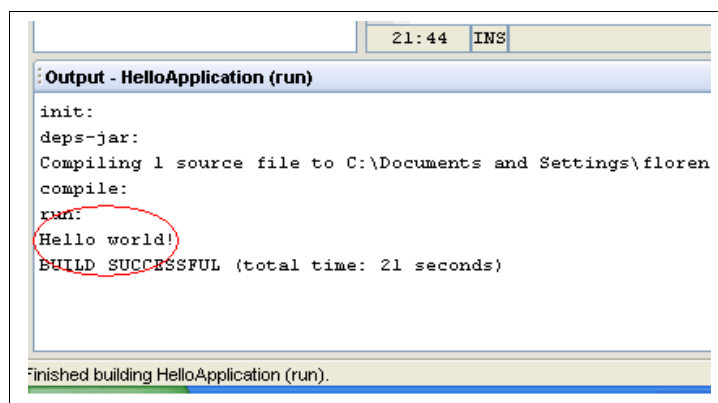 21:44 INS
Output - HelloApplication (run)
init:
deps-jar:
Compiling 1 source file to C:\Documents and Settings\floren
compile:
run:
Hello world!
BUILD SUCCESSFUL (total time: 21 seconds)
Finished building HelloApplication (run).